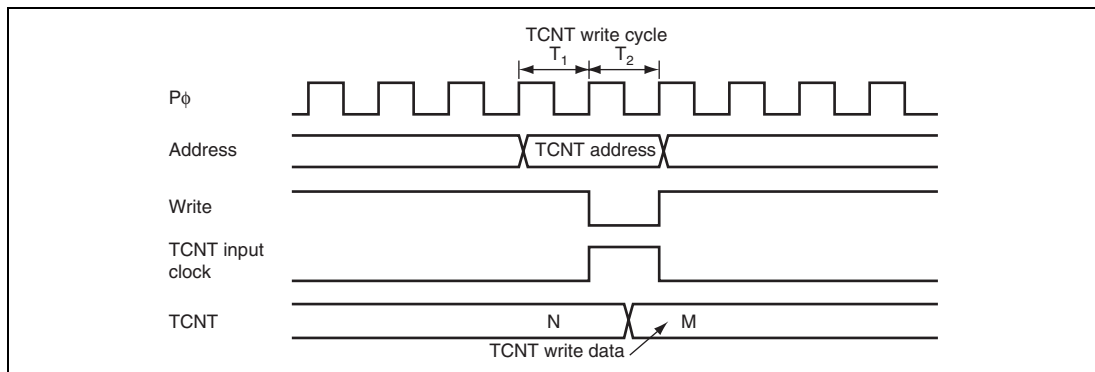 TCNT write cycle
T1 T2
Pϕ
Address
TCNT address
Write
TCNT input
clock
TCNT
N
M
TCNT write data